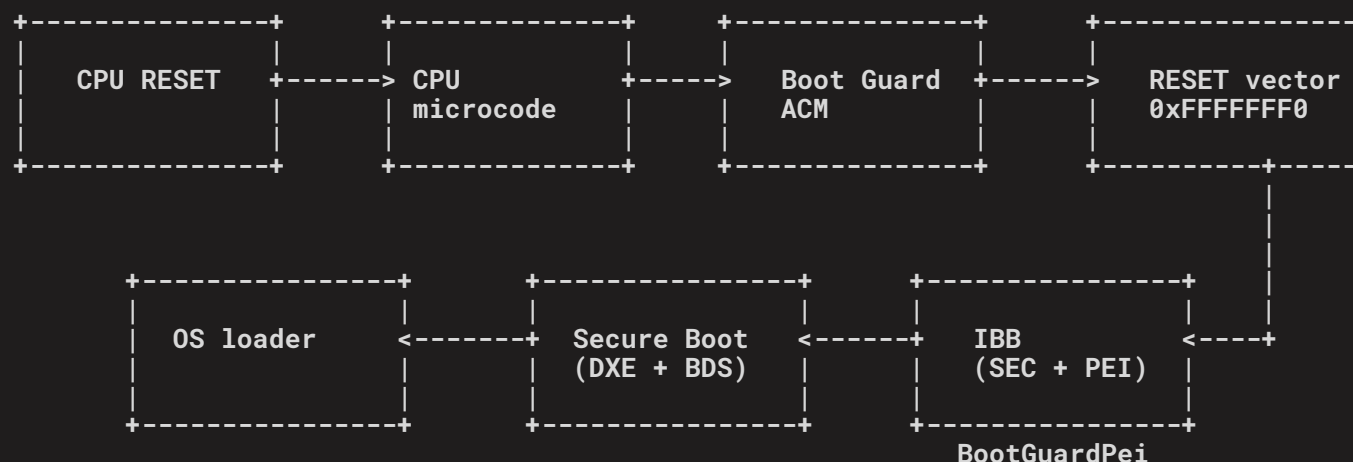 CPU RESET
CPU
microcode
Boot Guard
ACM
RESET vector
0xFFFFFFF0
OS loader
Secure Boot
(DXE + BDS)
IBB
(SEC + PEI)
BootGuardPei